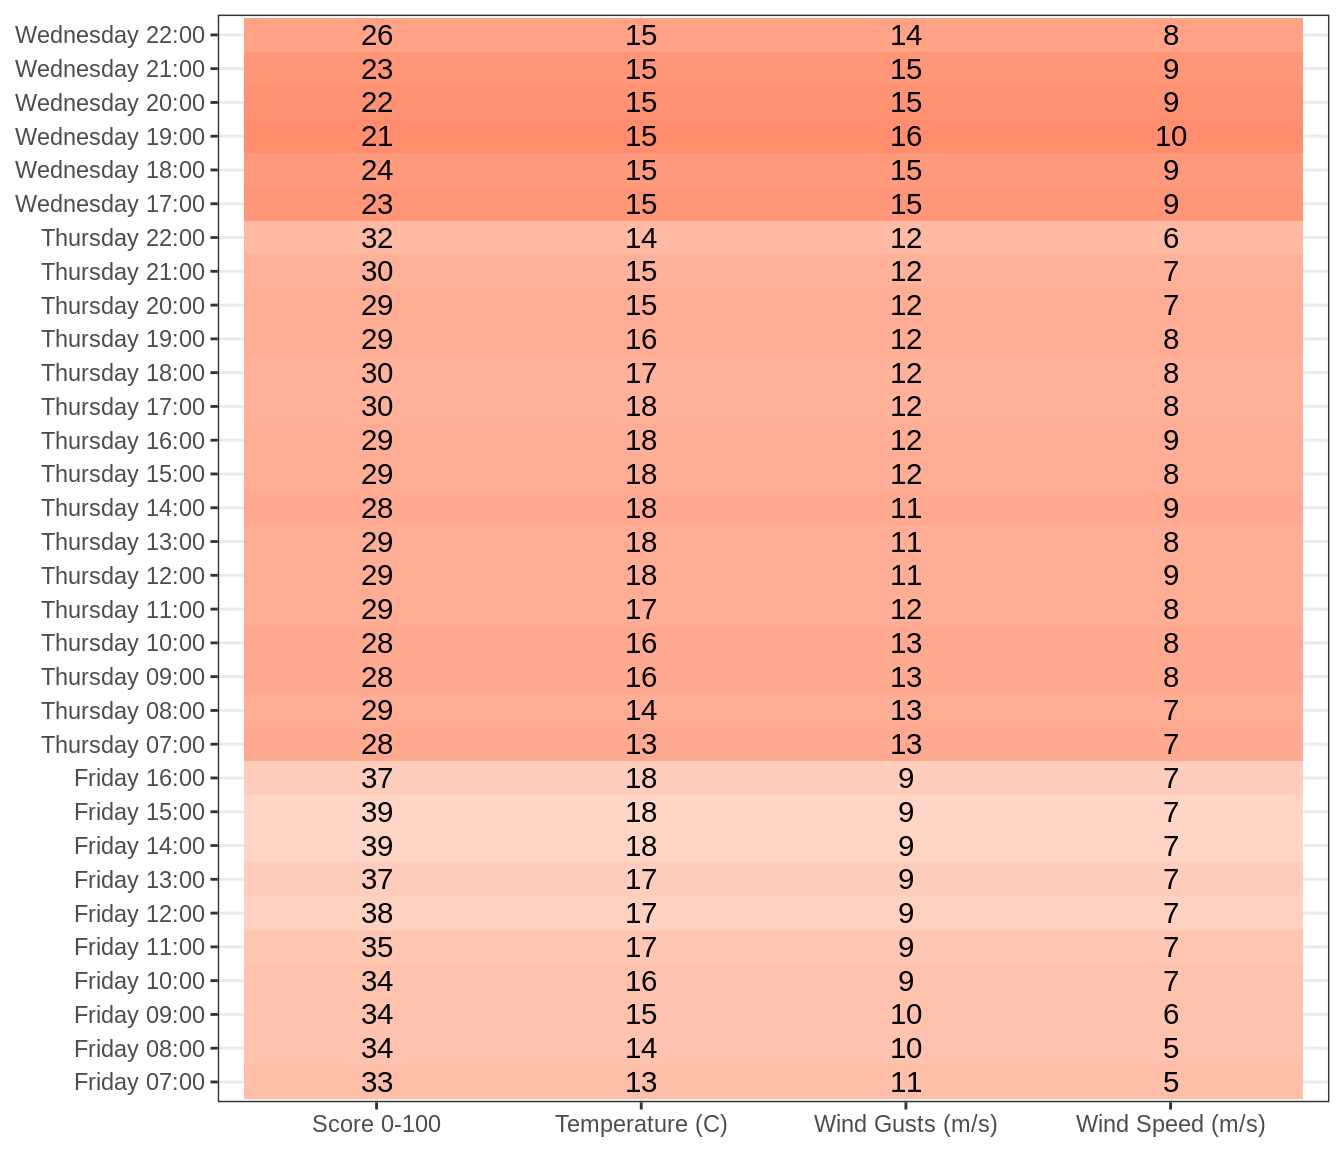 Wednesday 22:00 26 15 14 8
Wednesday 21:00 23 15 15 9
Wednesday 20:00 22 15 15 9
Wednesday 19:00 21 15 16 10
Wednesday 18:00 24 15 15 9
Wednesday 17:00 23 15 15 9
Thursday 22:00 32 14 12 6
Thursday 21:00 30 15 12 7
Thursday 20:00 29 15 12 7
Thursday 19:00 29 16 12 8
Thursday 18:00 30 17 12 8
Thursday 17:00 30 18 12 8
Thursday 16:00 29 18 12 9
Thursday 15:00 29 18 12 8
Thursday 14:00 28 18 11 9
Thursday 13:00 29 18 11 8
Thursday 12:00 29 18 11 9
Thursday 11:00 29 17 12 8
Thursday 10:00 28 16 13 8
Thursday 09:00 28 16 13 8
Thursday 08:00 29 14 13 7
Thursday 07:00 28 13 13 7
Friday 16:00 37 18 9 7
Friday 15:00 39 18 9 7
Friday 14:00 39 18 9 7
Friday 13:00 37 17 9 7
Friday 12:00 38 17 9 7
Friday 11:00 35 17 9 7
Friday 10:00 34 16 9 7
Friday 09:00 34 15 10 6
Friday 08:00 34 14 10 5
Friday 07:00 33 13 11 5
Score 0-100 Temperature (C) Wind Gusts (m/s) Wind Speed (m/s)